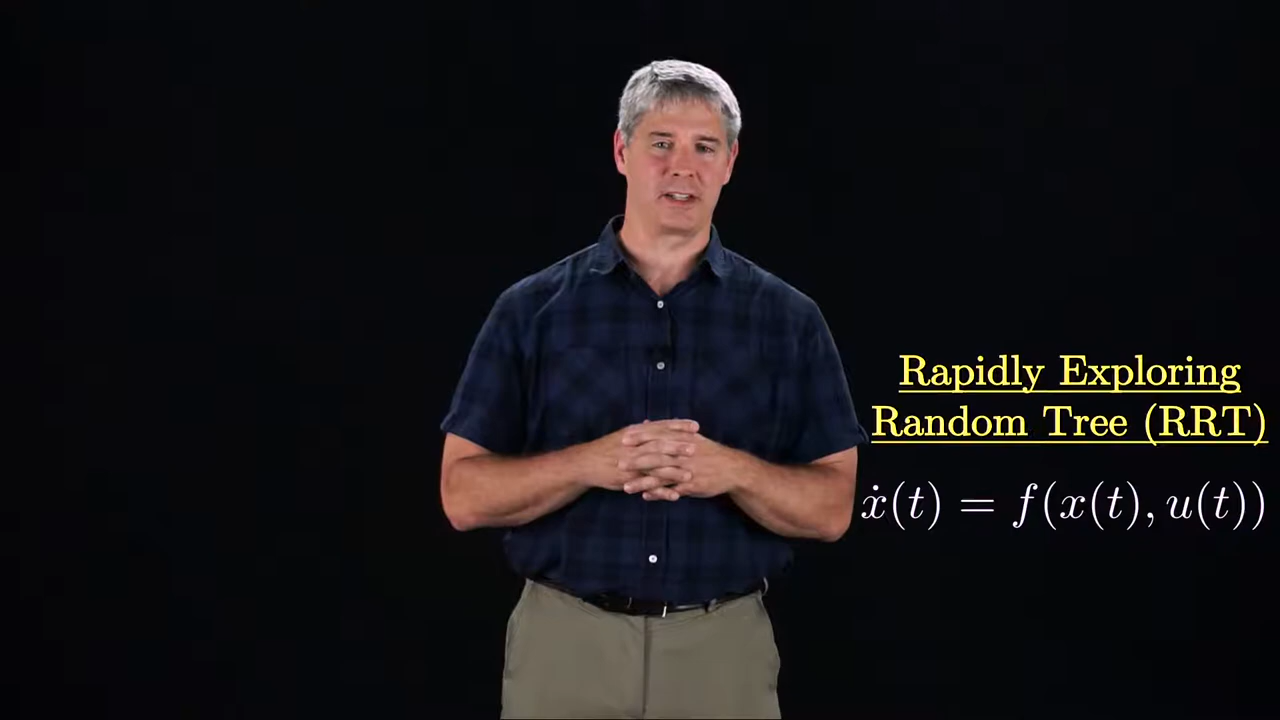 Rapidly Exploring
Random Tree (RRT)
ẋ(t) = f(x(t), u(t))